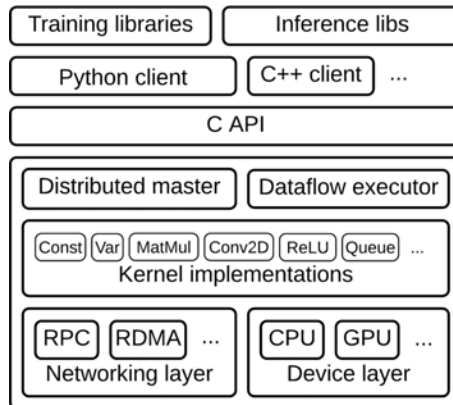 Training libraries Inference libs
Python client C++ client ...
C API
Distributed master Dataflow executor
Const Var MatMul Conv2D ReLU Queue ...
Kernel implementations
RPC RDMA ... CPU GPU ...
Networking layer Device layer